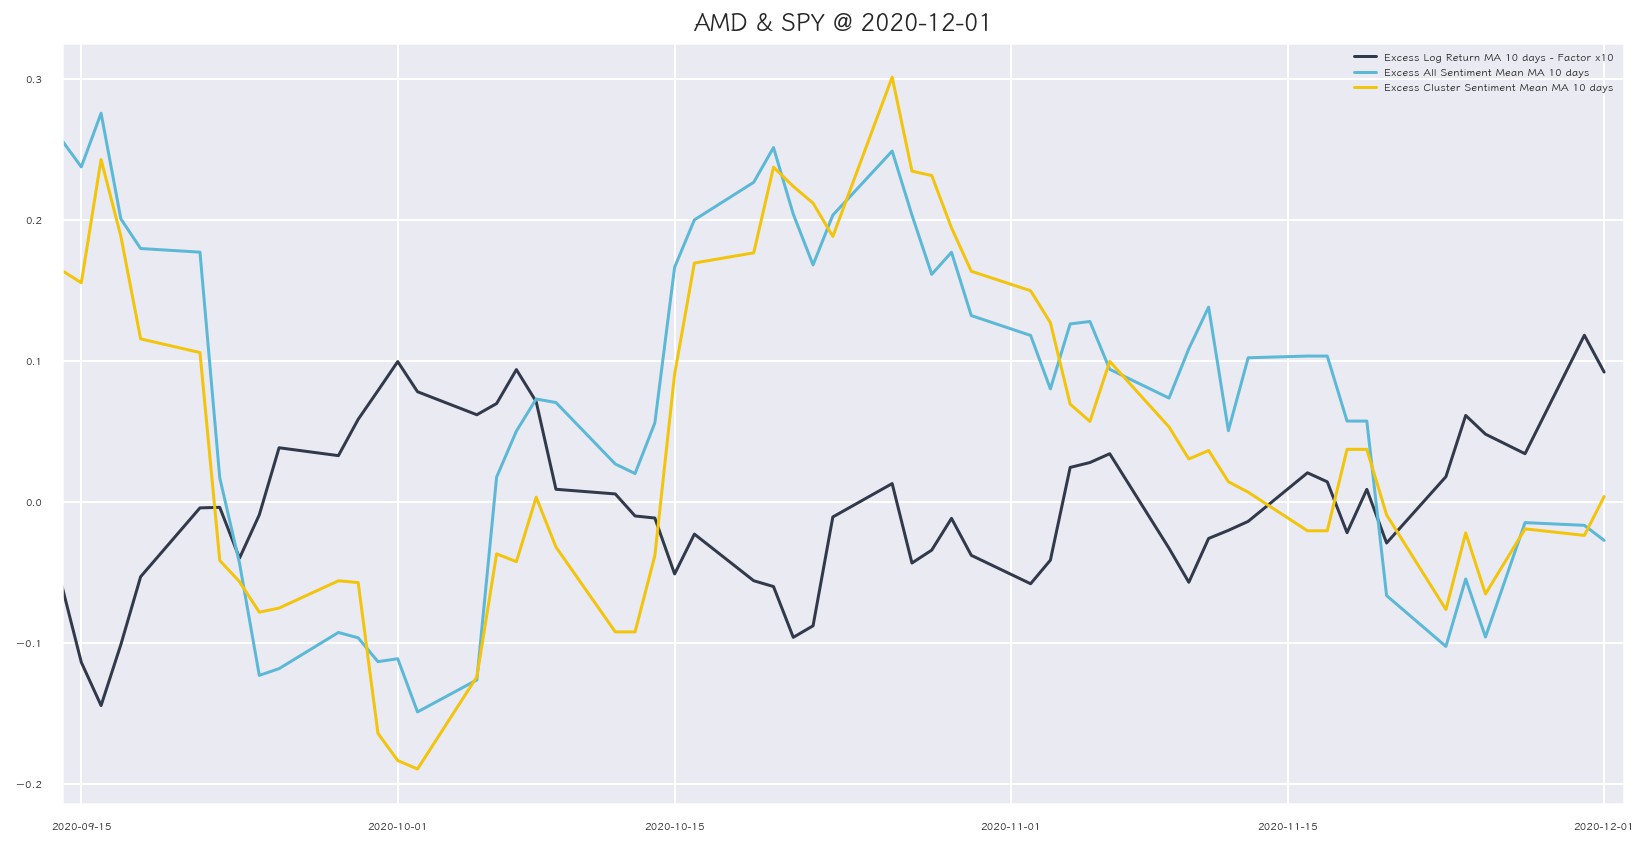 AMD & SPY @ 2020-12-01
Excess Log Return MA 10 days - Factor x10
Excess All Sentiment Mean MA 10 days
Excess Cluster Sentiment Mean MA 10 days
0.3
0.2
0.1
0.0
−0.1
−0.2
2020-09-15 2020-10-01 2020-10-15 2020-11-01 2020-11-15 2020-12-01